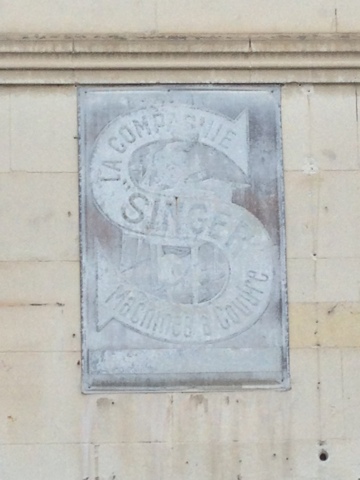 LA COMPAGNIE
"SINGER
Machines à Coudre